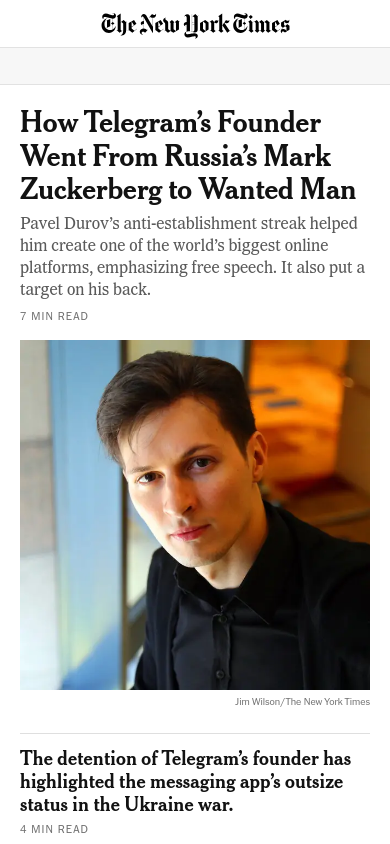 The New York Times
How Telegram’s Founder
Went From Russia’s Mark
Zuckerberg to Wanted Man
Pavel Durov’s anti-establishment streak helped
him create one of the world’s biggest online
platforms, emphasizing free speech. It also put a
target on his back.
7 MIN READ
Jim Wilson/The New York Times
The detention of Telegram’s founder has
highlighted the messaging app’s outsize
status in the Ukraine war.
4 MIN READ